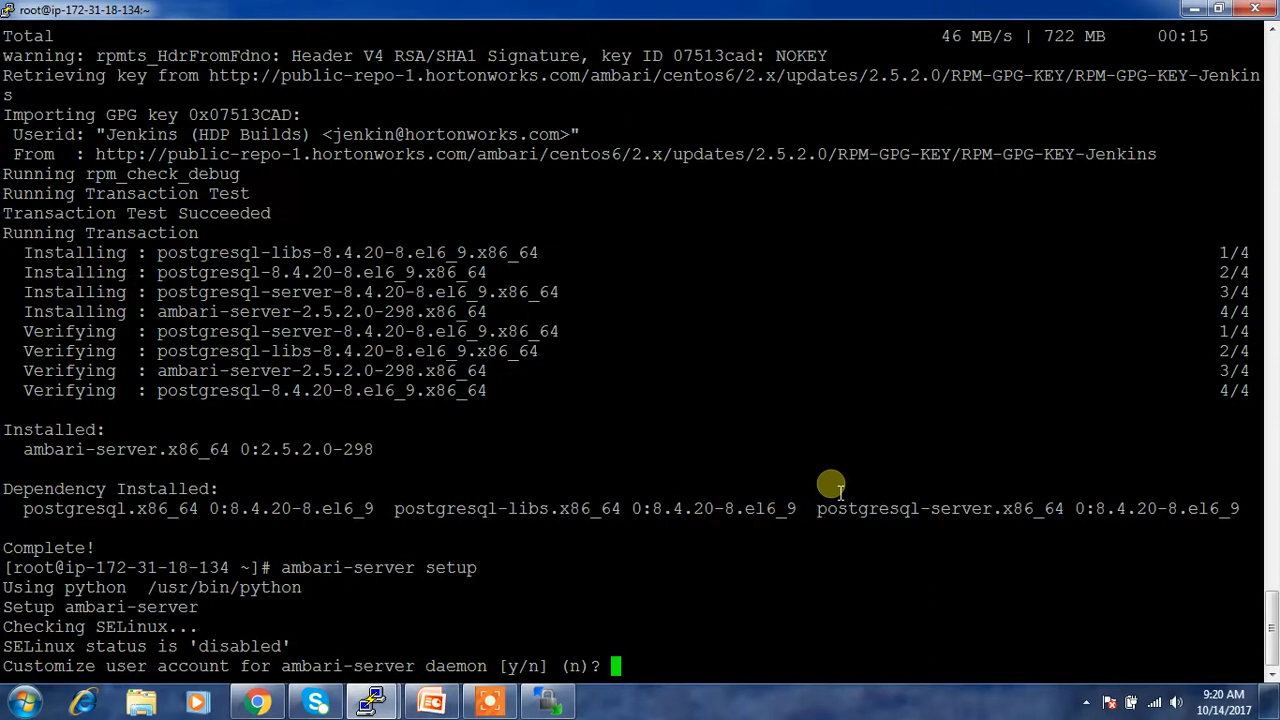 root@ip-172-31-18-134:~
Total 46 MB/s | 722 MB 00:15
warning: rpmts_HdrFromFdno: Header V4 RSA/SHA1 Signature, key ID 07513cad: NOKEY
Retrieving key from http://public-repo-1.hortonworks.com/ambari/centos6/2.x/updates/2.5.2.0/RPM-GPG-KEY/RPM-GPG-KEY-Jenkin
s
Importing GPG key 0x07513CAD:
Userid: "Jenkins (HDP Builds) <jenkin@hortonworks.com>"
From : http://public-repo-1.hortonworks.com/ambari/centos6/2.x/updates/2.5.2.0/RPM-GPG-KEY/RPM-GPG-KEY-Jenkins
Running rpm_check_debug
Running Transaction Test
Transaction Test Succeeded
Running Transaction
Installing : postgresql-libs-8.4.20-8.el6_9.x86_64 1/4
Installing : postgresql-8.4.20-8.el6_9.x86_64 2/4
Installing : postgresql-server-8.4.20-8.el6_9.x86_64 3/4
Installing : ambari-server-2.5.2.0-298.x86_64 4/4
Verifying : postgresql-server-8.4.20-8.el6_9.x86_64 1/4
Verifying : postgresql-libs-8.4.20-8.el6_9.x86_64 2/4
Verifying : ambari-server-2.5.2.0-298.x86_64 3/4
Verifying : postgresql-8.4.20-8.el6_9.x86_64 4/4
Installed:
ambari-server.x86_64 0:2.5.2.0-298
Dependency Installed:
postgresql.x86_64 0:8.4.20-8.el6_9 postgresql-libs.x86_64 0:8.4.20-8.el6_9 postgresql-server.x86_64 0:8.4.20-8.el6_9
Complete!
[root@ip-172-31-18-134 ~]# ambari-server setup
Using python /usr/bin/python
Setup ambari-server
Checking SELinux...
SELinux status is 'disabled'
Customize user account for ambari-server daemon [y/n] (n)?
9:20 AM
10/14/2017